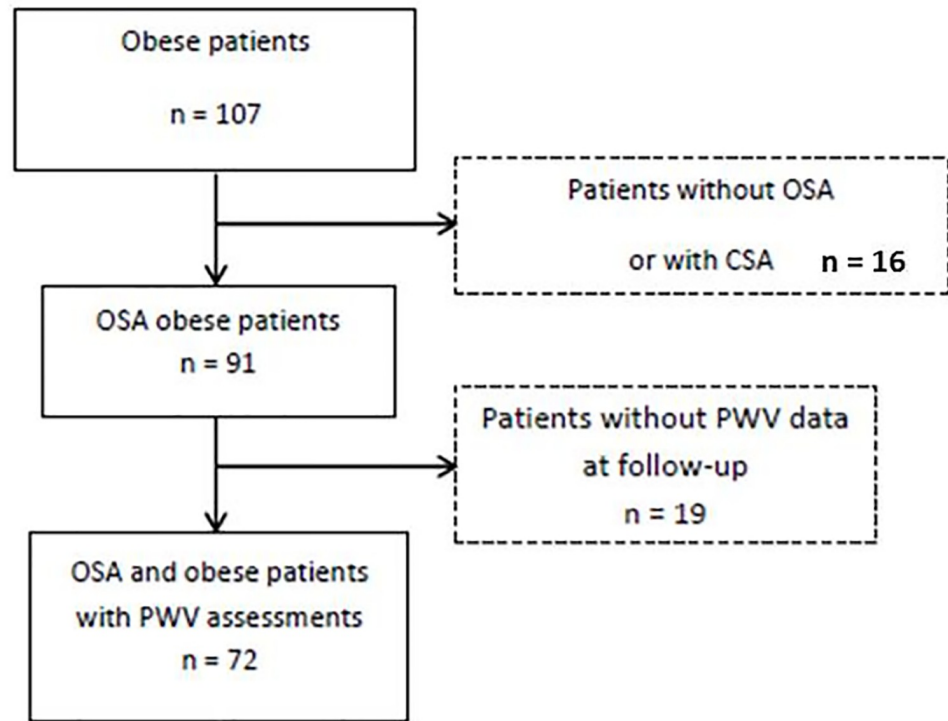 Obese patients
n = 107
Patients without OSA
or with CSA n = 16
OSA obese patients
n = 91
Patients without PWV data
at follow-up
n = 19
OSA and obese patients
with PWV assessments
n = 72